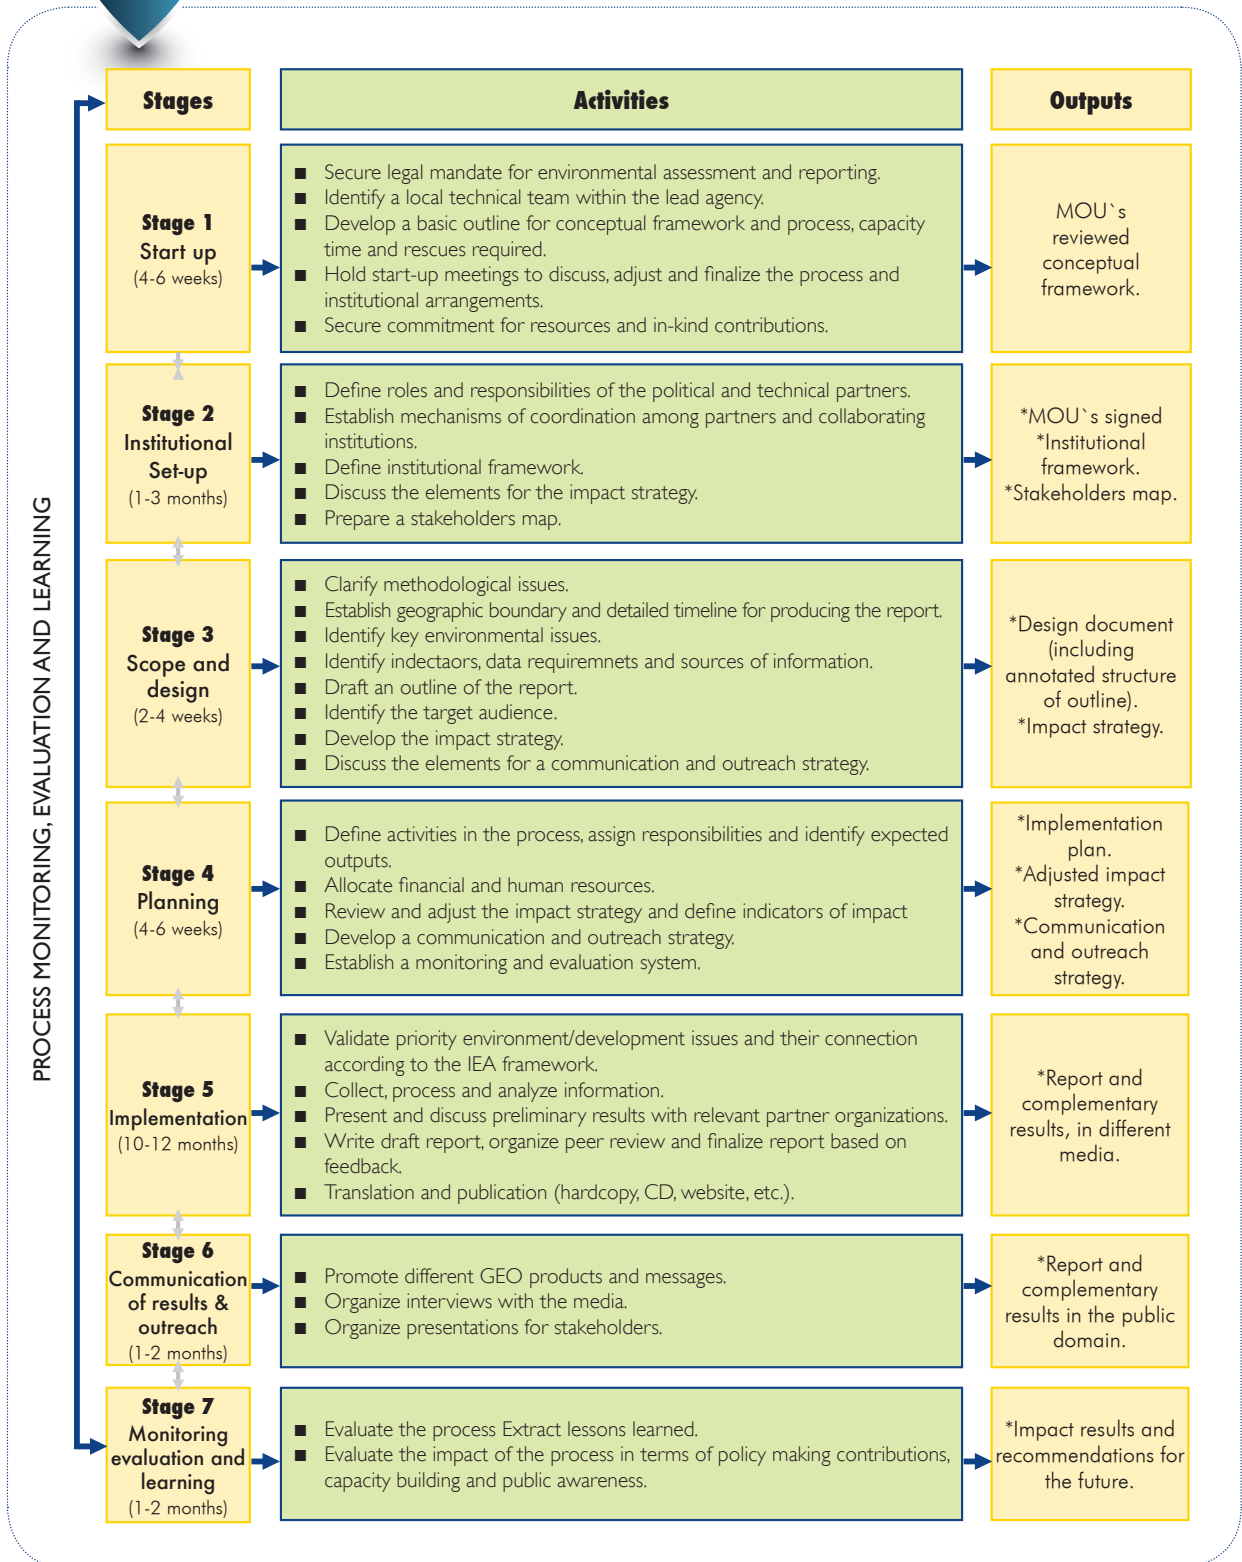 Stages
Activities
Outputs
PROCESS MONITORING, EVALUATION AND LEARNING
Stage 1
Start up
(4-6 weeks)
■ Secure legal mandate for environmental assessment and reporting.
■ Identify a local technical team within the lead agency.
■ Develop a basic outline for conceptual framework and process, capacity
time and rescues required.
■ Hold start-up meetings to discuss, adjust and finalize the process and
institutional arrangements.
■ Secure commitment for resources and in-kind contributions.
MOU`s
reviewed
conceptual
framework.
Stage 2
Institutional
Set-up
(1-3 months)
■ Define roles and responsibilities of the political and technical partners.
■ Establish mechanisms of coordination among partners and collaborating
institutions.
■ Define institutional framework.
■ Discuss the elements for the impact strategy.
■ Prepare a stakeholders map.
*MOU`s signed
*Institutional
framework.
*Stakeholders map.
Stage 3
Scope and
design
(2-4 weeks)
■ Clarify methodological issues.
■ Establish geographic boundary and detailed timeline for producing the report.
■ Identify key environmental issues.
■ Identify indectaors, data requiremnets and sources of information.
■ Draft an outline of the report.
■ Identify the target audience.
■ Develop the impact strategy.
■ Discuss the elements for a communication and outreach strategy.
*Design document
(including
annotated structure
of outline).
*Impact strategy.
Stage 4
Planning
(4-6 weeks)
■ Define activities in the process, assign responsibilities and identify expected
outputs.
■ Allocate financial and human resources.
■ Review and adjust the impact strategy and define indicators of impact
■ Develop a communication and outreach strategy.
■ Establish a monitoring and evaluation system.
*Implementation
plan.
*Adjusted impact
strategy.
*Communication
and outreach
strategy.
Stage 5
Implementation
(10-12 months)
■ Validate priority environment/development issues and their connection
according to the IEA framework.
■ Collect, process and analyze information.
■ Present and discuss preliminary results with relevant partner organizations.
■ Write draft report, organize peer review and finalize report based on
feedback.
■ Translation and publication (hardcopy, CD, website, etc.).
*Report and
complementary
results, in different
media.
Stage 6
Communication
of results &
outreach
(1-2 months)
■ Promote different GEO products and messages.
■ Organize interviews with the media.
■ Organize presentations for stakeholders.
*Report and
complementary
results in the public
domain.
Stage 7
Monitoring
evaluation and
learning
(1-2 months)
■ Evaluate the process Extract lessons learned.
■ Evaluate the impact of the process in terms of policy making contributions,
capacity building and public awareness.
*Impact results and
recommendations for
the future.